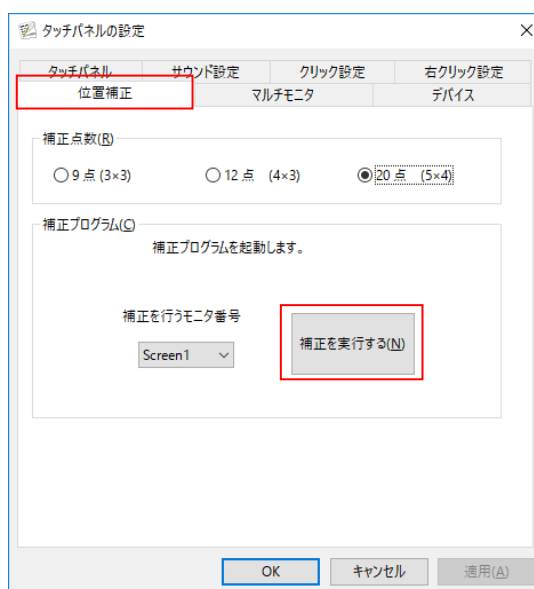 タッチパネルの設定
タッチパネル サウンド設定 クリック設定 右クリック設定
位置補正 マルチモニタ デバイス
補正点数(R)
9 点 (3×3) 12 点 (4×3) 20 点 (5×4)
補正プログラム(C)
補正プログラムを起動します。
補正を行うモニタ番号
補正を実行する(N)
Screen1
OK キャンセル 適用(A)